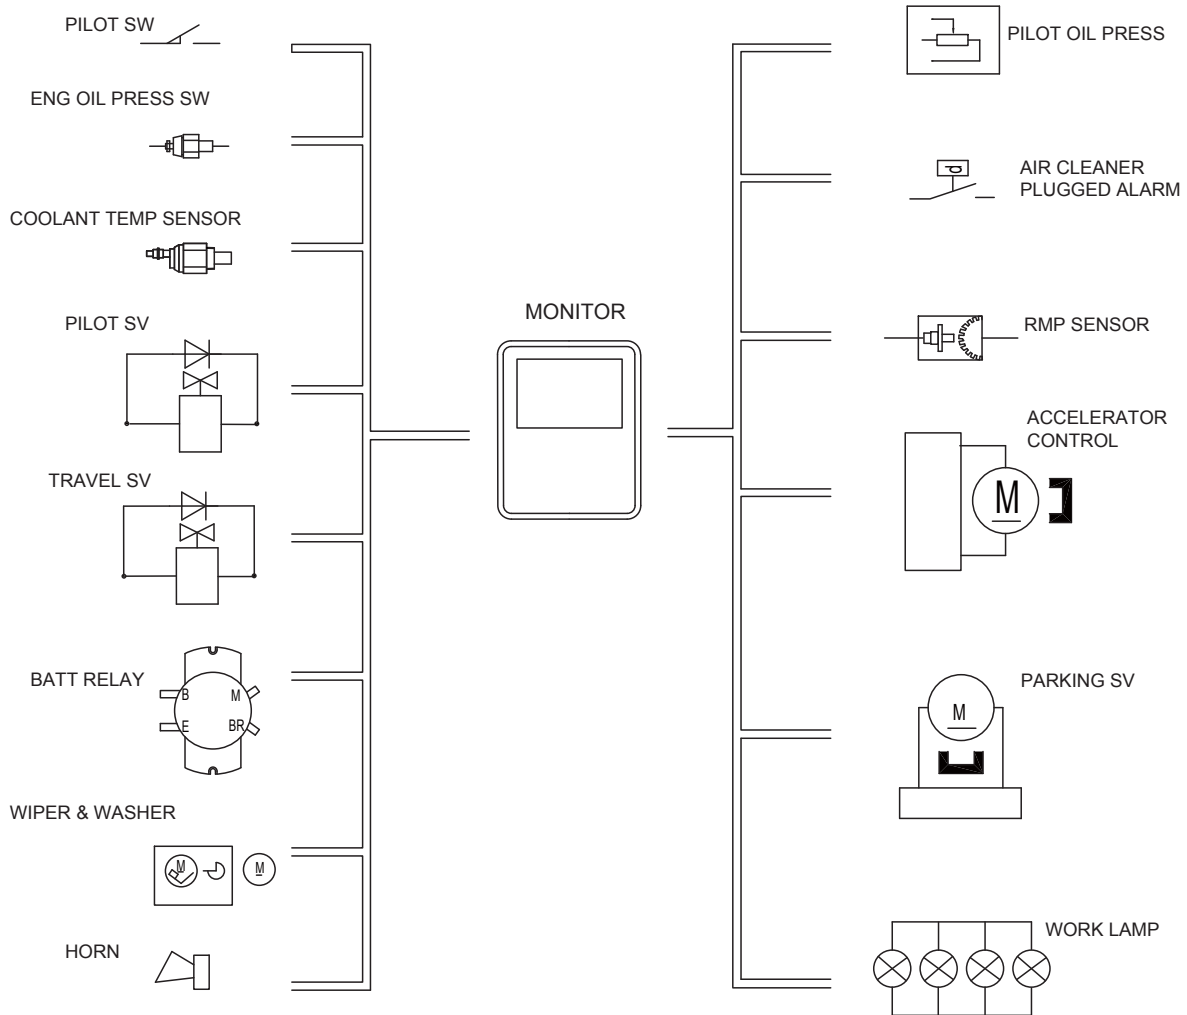 PILOT SW
ENG OIL PRESS SW
COOLANT TEMP SENSOR
PILOT SV
TRAVEL SV
BATT RELAY
B
M
E
BR
WIPER & WASHER
M
M
HORN
MONITOR
PILOT OIL PRESS
AIR CLEANER
PLUGGED ALARM
p
RMP SENSOR
ACCELERATOR
CONTROL
M
PARKING SV
M
WORK LAMP